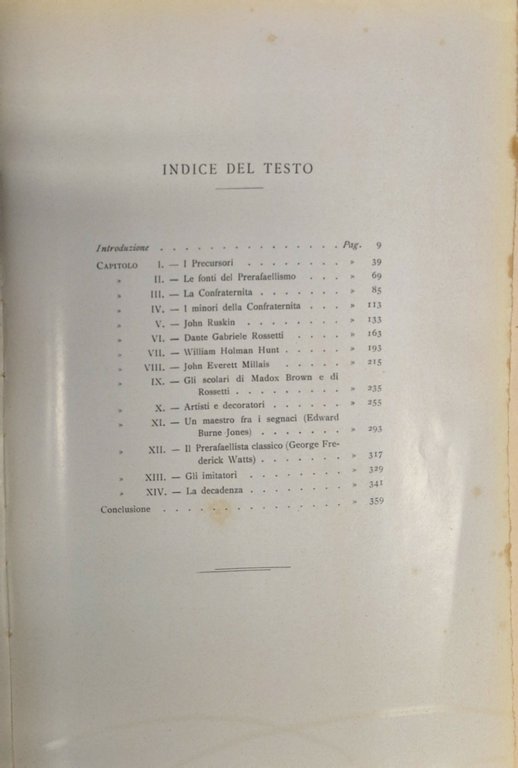 INDICE DEL TESTO
Introduzione . . . . . . . . . . . . . . . Pag. 9
CAPITOLO I. — I Precursori . . . . . . . . » 39
» II. — Le fonti del Prerafaellismo . . . » 69
» III. — La Confraternita . . . . . . . » 85
» IV. — I minori della Confraternita . . . » 113
» V. — John Ruskin . . . . . . . . » 133
» VI. — Dante Gabriele Rossetti . . . . » 163
» VII. — William Holman Hunt . . . . . » 193
» VIII. — John Everett Millais . . . . . » 215
» IX. — Gli scolari di Madox Brown e di
Rossetti . . . . . . . . . » 235
» X. — Artisti e decoratori . . . . . . » 255
» XI. — Un maestro fra i segnaci (Edward
Burne Jones) . . . . . . . » 293
» XII. — Il Prerafaellista classico (George Fre-
derick Watts) . . . . . . . » 317
» XIII. — Gli imitatori . . . . . . . . » 329
» XIV. — La decadenza . . . . . . . . » 341
Conclusione . . . . . . . . . . . . . . » 359